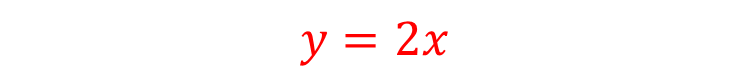 y = 2x